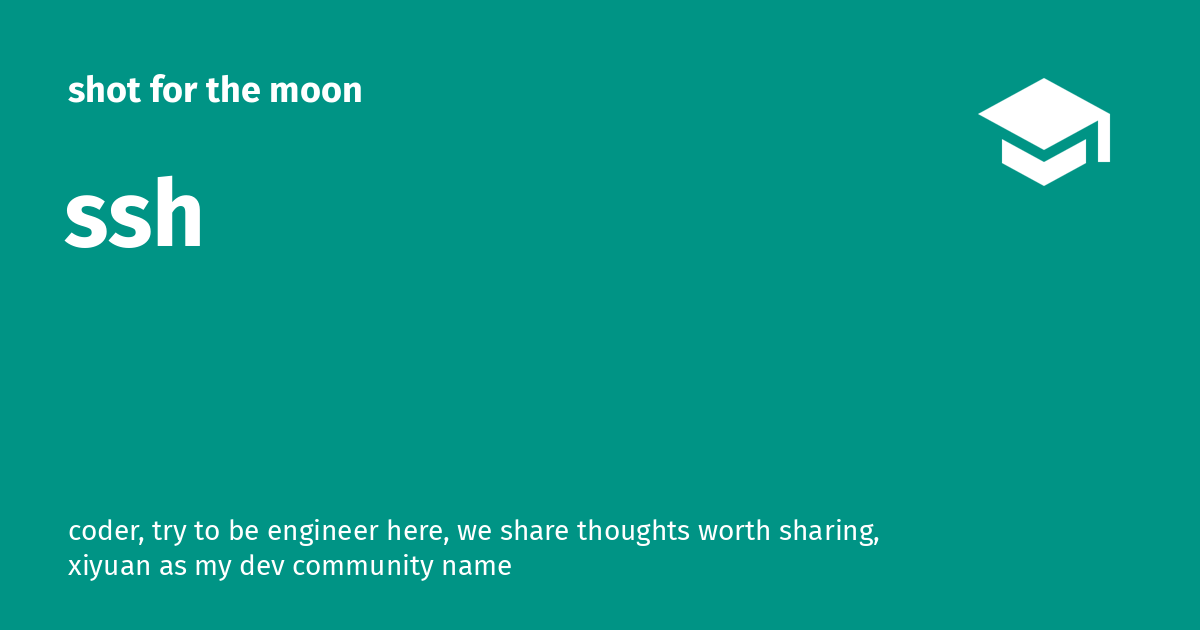 shot for the moon
ssh
coder, try to be engineer here, we share thoughts worth sharing,
xiyuan as my dev community name